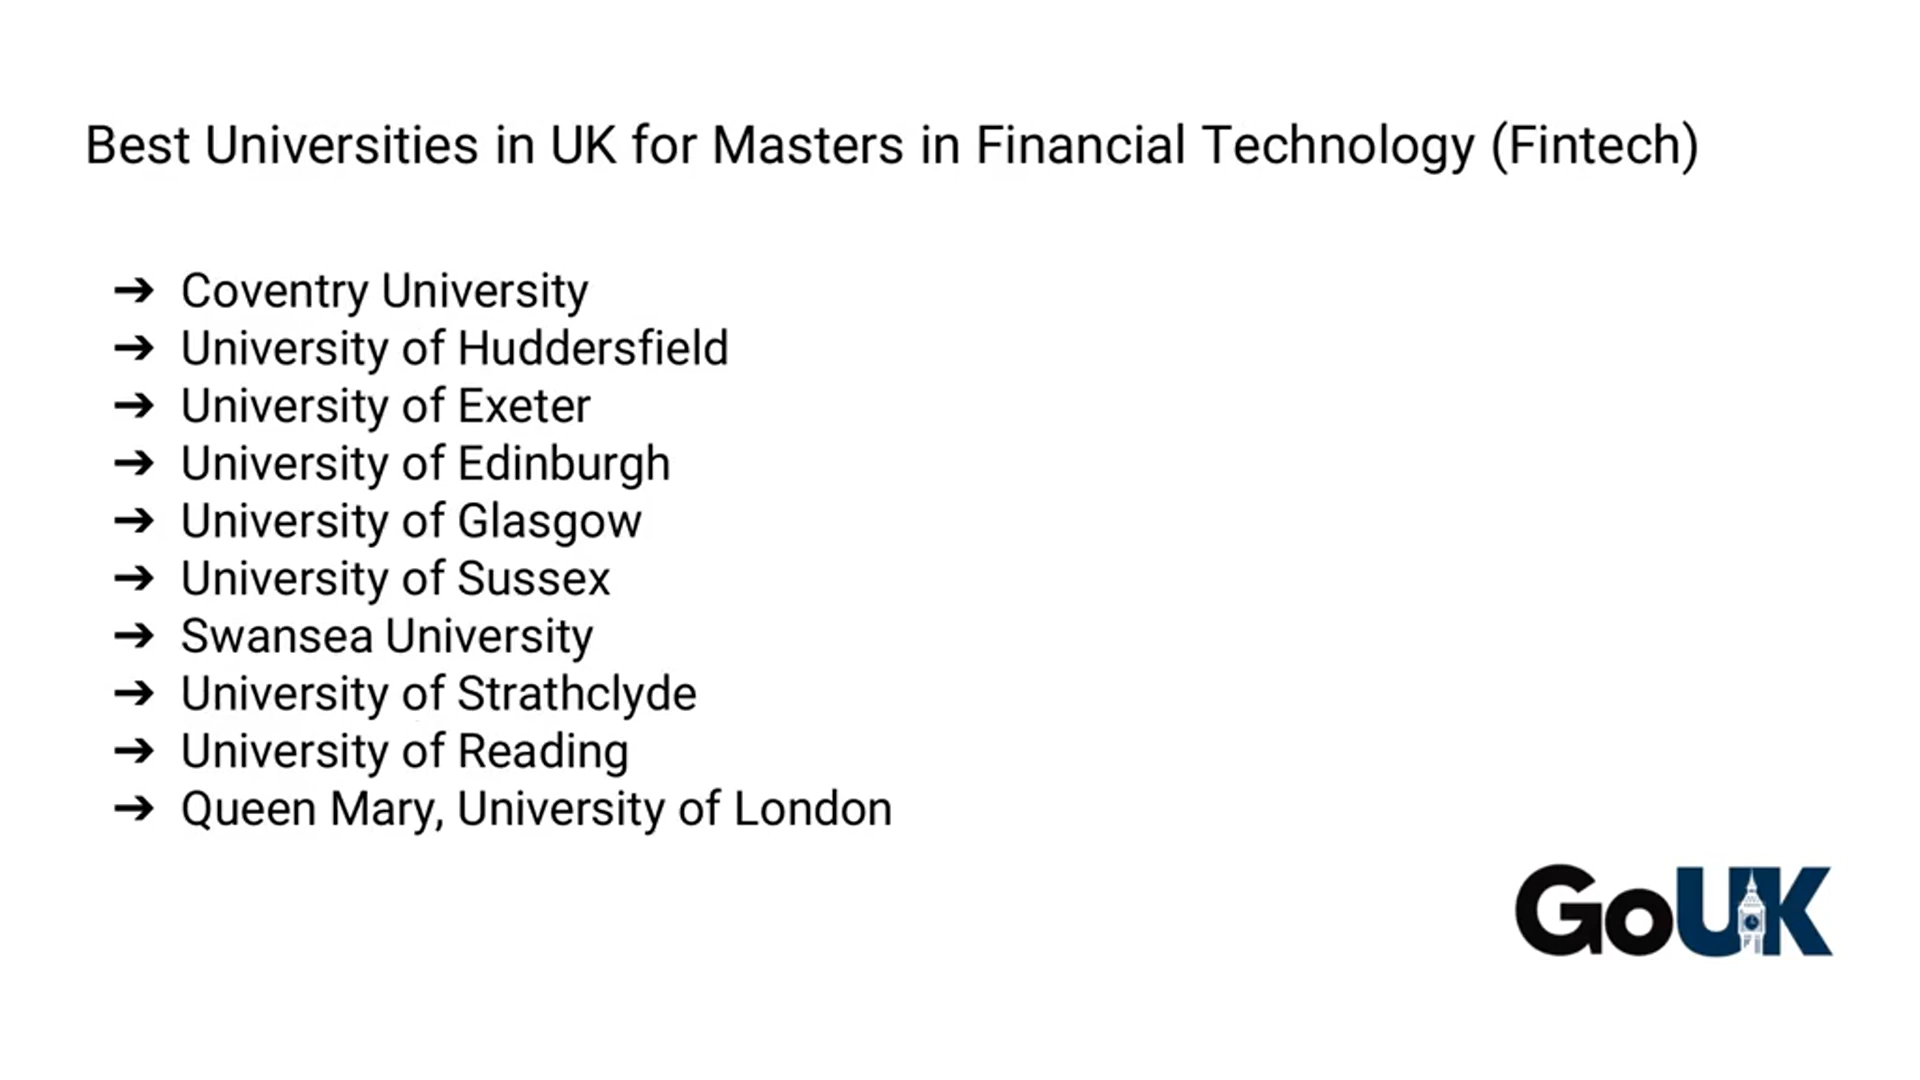 Best Universities in UK for Masters in Financial Technology (Fintech)
➔ Coventry University
➔ University of Huddersfield
➔ University of Exeter
➔ University of Edinburgh
➔ University of Glasgow
➔ University of Sussex
➔ Swansea University
➔ University of Strathclyde
➔ University of Reading
➔ Queen Mary, University of London
GoUK